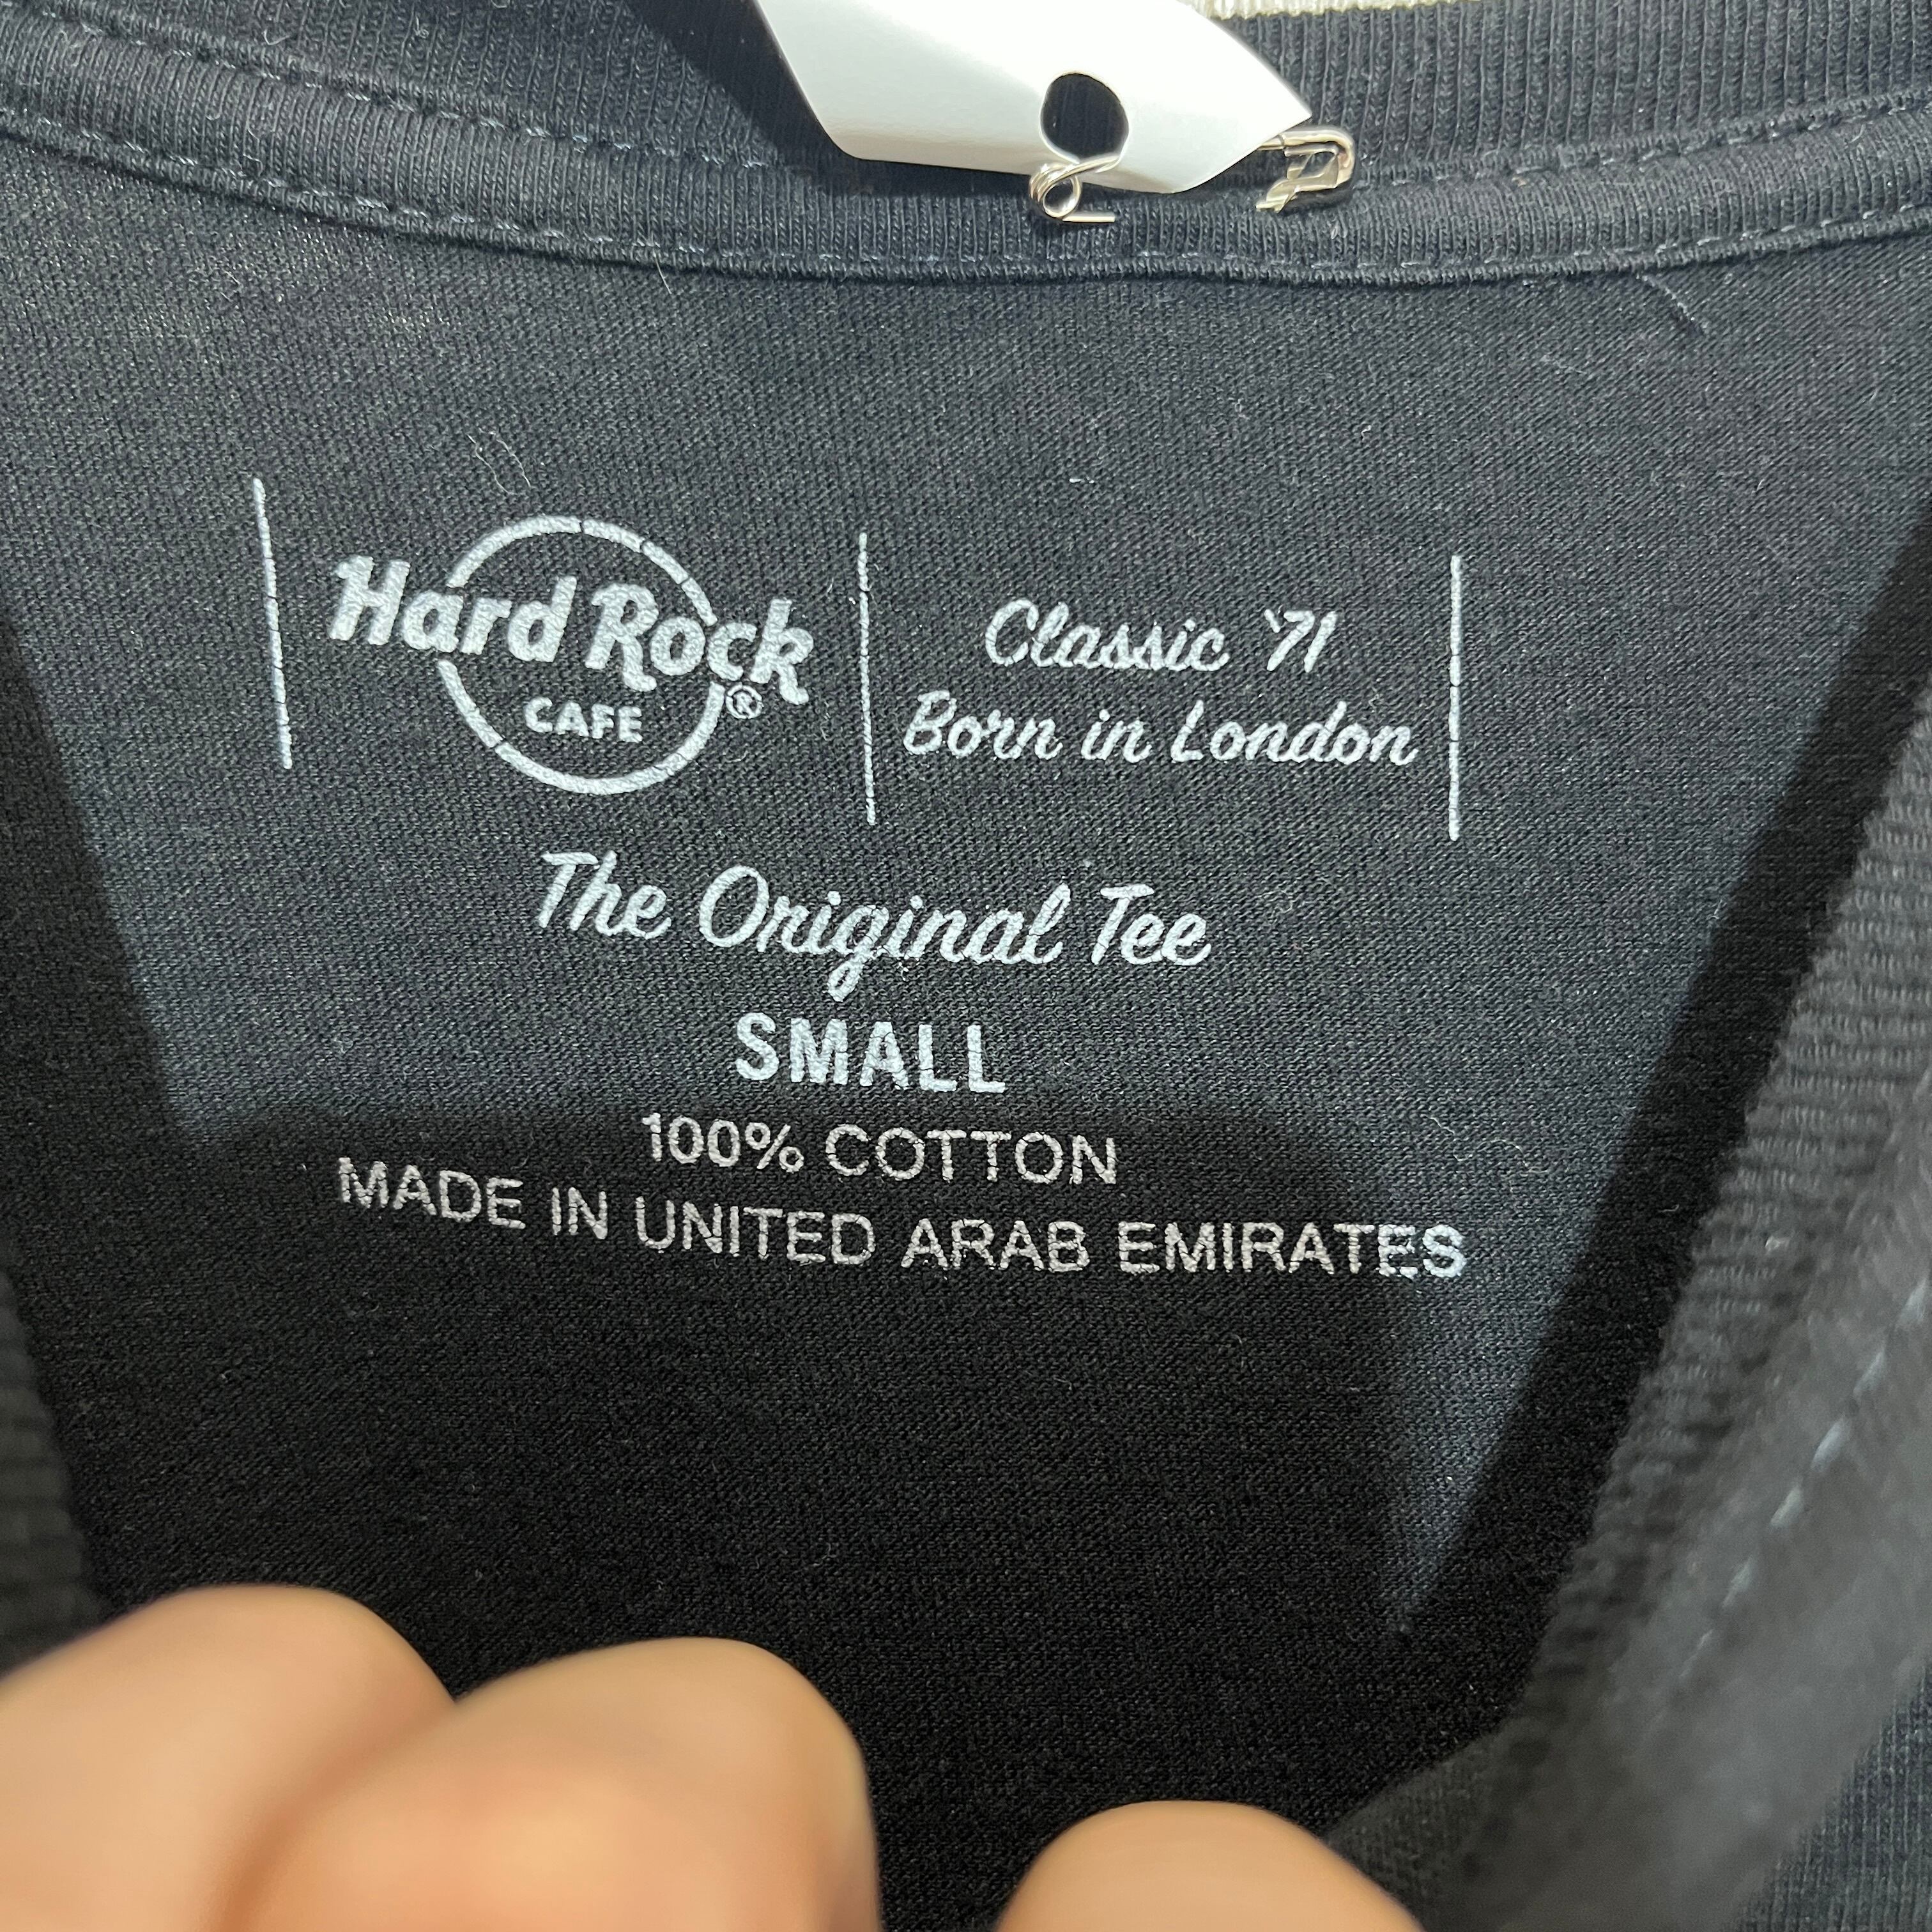 Hard Rock
CAFE
®
Classic '71
Born in London
The Original Tee
SMALL
100% COTTON
MADE IN UNITED ARAB EMIRATES